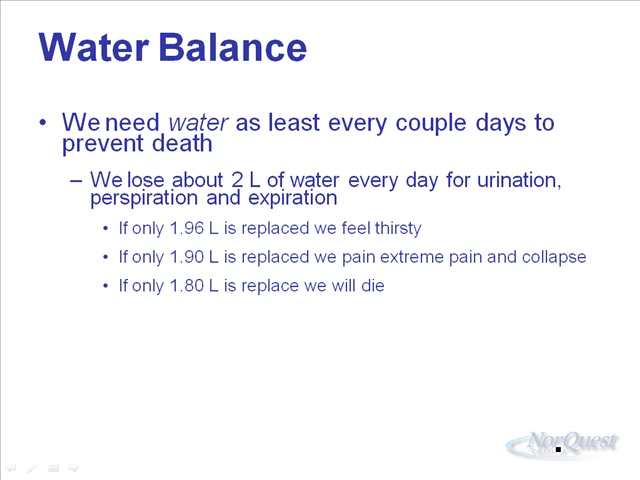 Water Balance
• We need water as least every couple days to
prevent death
– We lose about 2 L of water every day for urination,
perspiration and expiration
• If only 1.96 L is replaced we feel thirsty
• If only 1.90 L is replaced we pain extreme pain and collapse
• If only 1.80 L is replace we will die
NorQuest